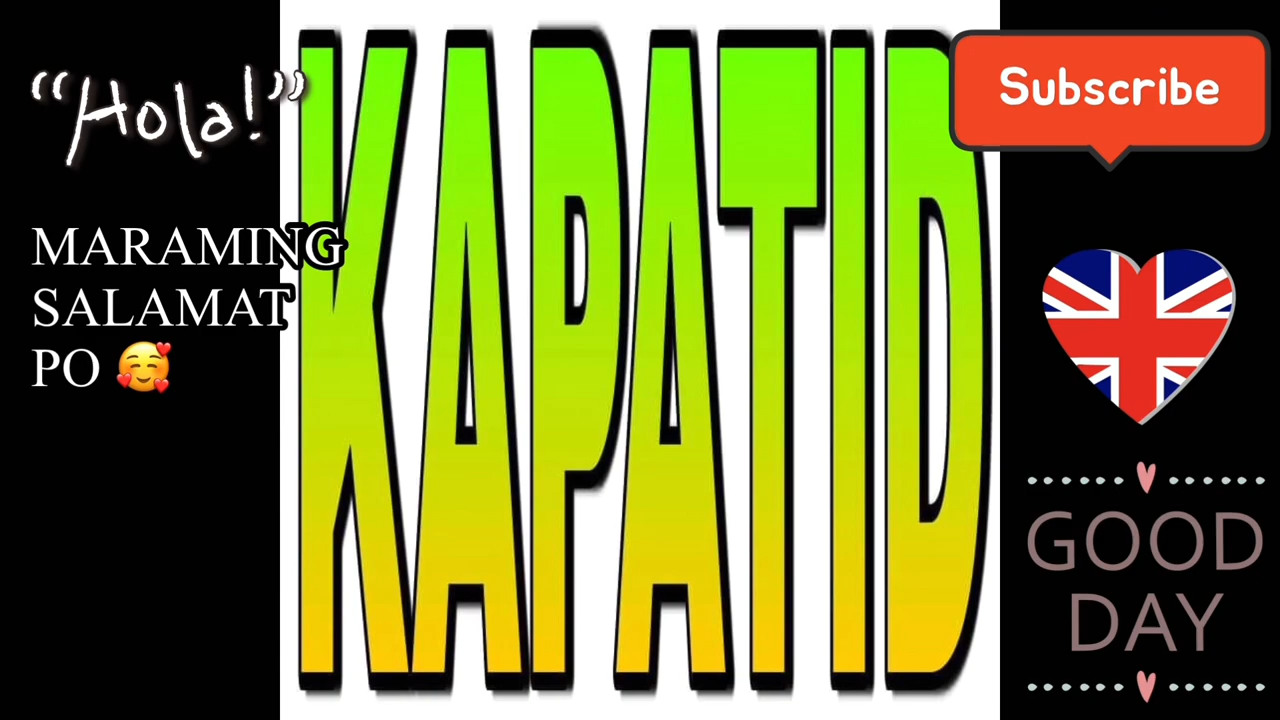 “Hola!”
MARAMING
SALAMAT
PO 🥰
KAPATID
Subscribe
GOOD
DAY